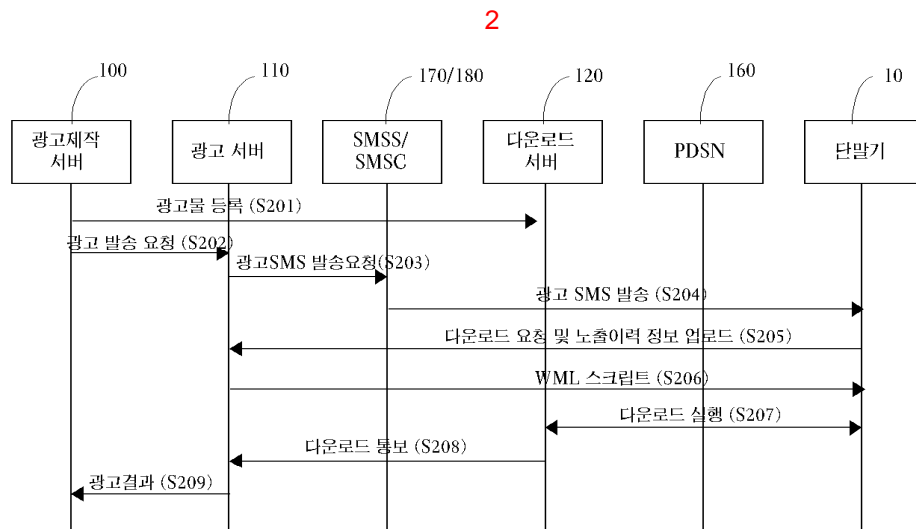 2
100
110
170/180
120
160
10
광고제작
서버
광고 서버
SMSS/
SMSC
다운로드
서버
PDSN
단말기
광고물 등록 (S201)
광고 발송 요청 (S202)
광고SMS 발송요청(S203)
광고 SMS 발송 (S204)
다운로드 요청 및 노출이력 정보 업로드 (S205)
WML 스크립트 (S206)
다운로드 실행 (S207)
다운로드 통보 (S208)
광고결과 (S209)